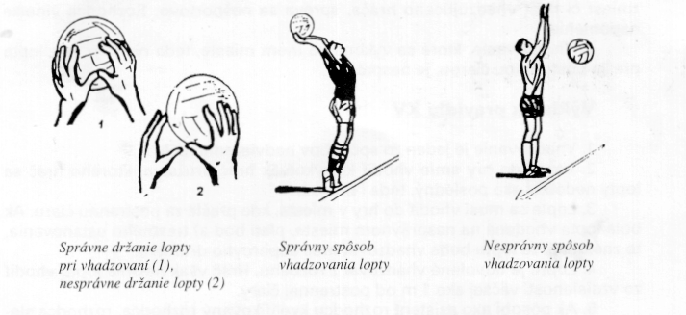 1
2
Správne držanie lopty
pri vhadzovaní (1),
nesprávne držanie lopty (2)
Správny spôsob
vhadzovania lopty
Nesprávny spôsob
vhadzovania lopty